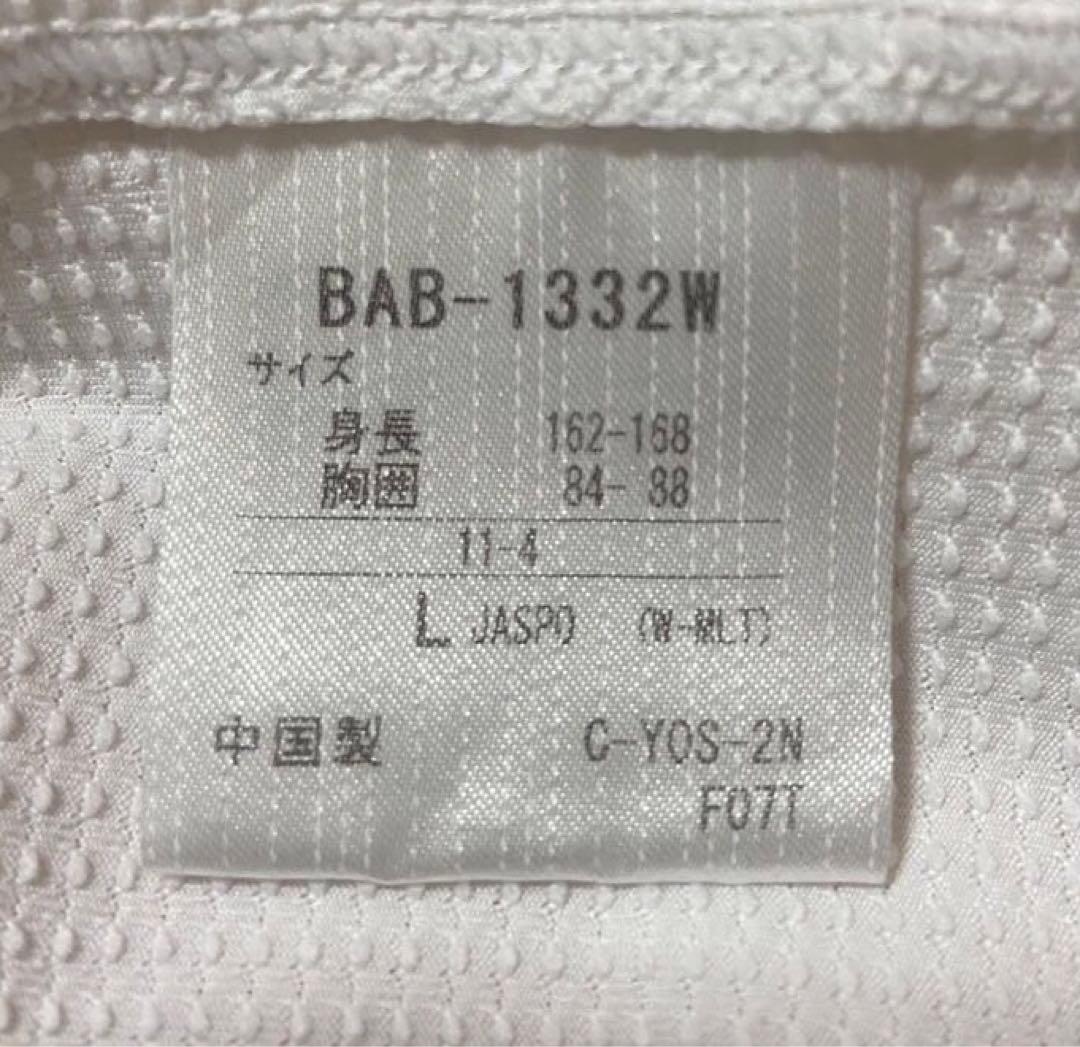 BAB-1332W
サイズ
身長 162-168
胸囲 84- 88
11-4
L JASPO (W-MLT)
中国製 C-YOS-2N
F07T